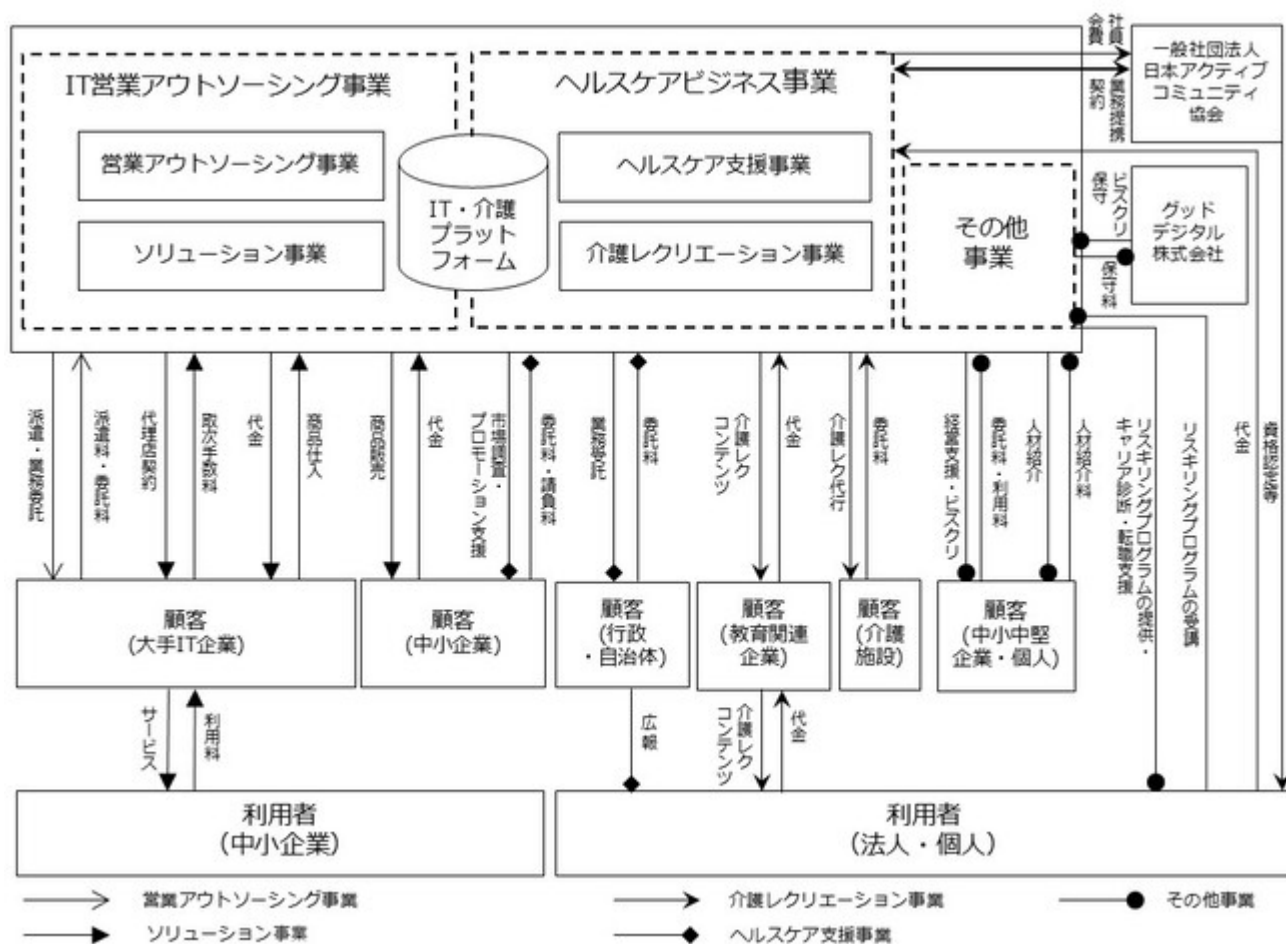 IT営業アウトソーシング事業
営業アウトソーシング事業
ソリューション事業
IT・介護
プラット
フォーム
ヘルスケアビジネス事業
ヘルスケア支援事業
介護レクリエーション事業
その他
事業
社員
会費
業務提携
契約
一般社団法人
日本アクティブ
コミュニティ
協会
ビスクリ
保守
保守料
グッド
デジタル
株式会社
派遣・業務委託
派遣料・委託料
代理店契約
取次手数料
代金
商品仕入
商品販売
代金
市場調査・
プロモーション支援
委託料・請負料
業務受託
委託料
介護レク
コンテンツ
代金
介護レク代行
委託料
経営支援・ビスクリ
委託料・利用料
人材紹介
人材紹介料
リスキリングプログラムの提供・
キャリア診断・転職支援
リスキリングプログラムの受講
代金
資格認定等
顧客
(大手IT企業)
顧客
(中小企業)
顧客
(行政
・自治体)
顧客
(教育関連
企業)
顧客
(介護
施設)
顧客
(中小中堅
企業・個人)
サービス
利用料
広報
介護レク
コンテンツ
代金
利用者
(中小企業)
利用者
(法人・個人)
営業アウトソーシング事業
介護レクリエーション事業
その他事業
ソリューション事業
ヘルスケア支援事業